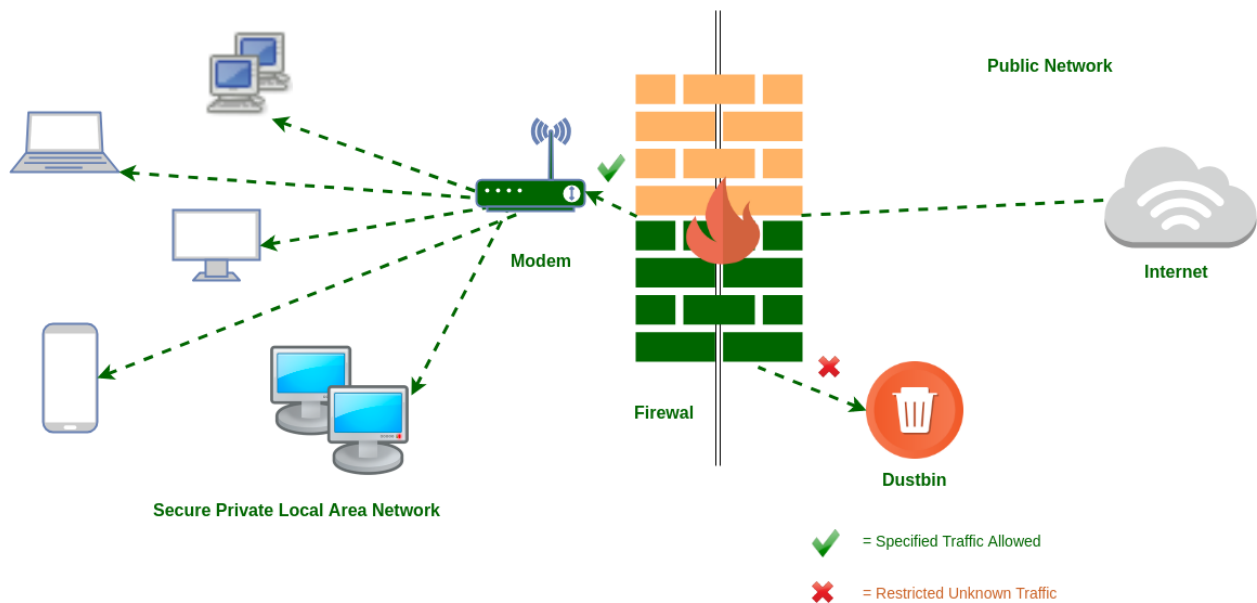 Public Network
Modem
Internet
Firewal
Dustbin
Secure Private Local Area Network
= Specified Traffic Allowed
= Restricted Unknown Traffic